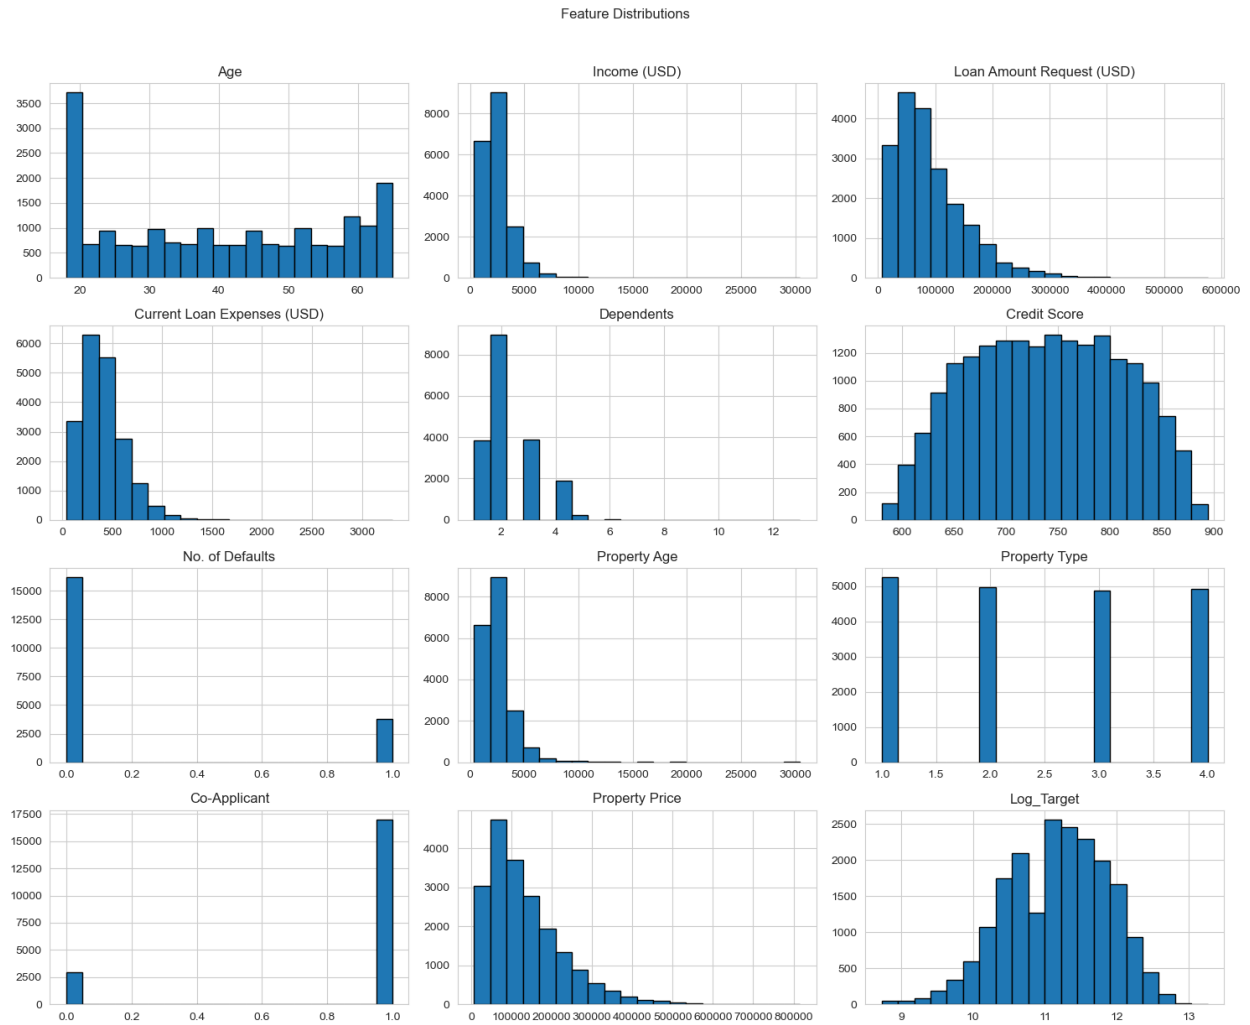 Feature Distributions
Age
3500
3000
2500
2000
1500
1000
500
0
20 30 40 50 60
Income (USD)
8000
6000
4000
2000
0
0 5000 10000 15000 20000 25000 30000
Loan Amount Request (USD)
4000
3000
2000
1000
0
0 100000 200000 300000 400000 500000 600000
Current Loan Expenses (USD)
6000
5000
4000
3000
2000
1000
0
0 500 1000 1500 2000 2500 3000
Dependents
8000
6000
4000
2000
0
2 4 6 8 10 12
Credit Score
1200
1000
800
600
400
200
0
600 650 700 750 800 850 900
No. of Defaults
15000
12500
10000
7500
5000
2500
0
0.0 0.2 0.4 0.6 0.8 1.0
Property Age
8000
6000
4000
2000
0
0 5000 10000 15000 20000 25000 30000
Property Type
5000
4000
3000
2000
1000
0
1.0 1.5 2.0 2.5 3.0 3.5 4.0
Co-Applicant
17500
15000
12500
10000
7500
5000
2500
0
0.0 0.2 0.4 0.6 0.8 1.0
Property Price
4000
3000
2000
1000
0
0 100000 200000 300000 400000 500000 600000 700000 800000
Log_Target
2500
2000
1500
1000
500
0
9 10 11 12 13